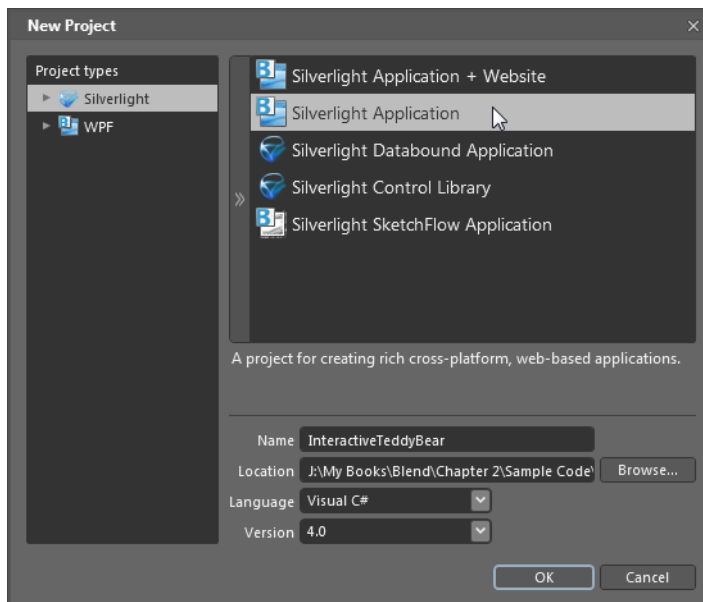 New Project
Project types
Silverlight
WPF
Silverlight Application + Website
Silverlight Application
Silverlight Databound Application
Silverlight Control Library
Silverlight SketchFlow Application
A project for creating rich cross-platform, web-based applications.
Name InteractiveTeddyBear
Location J:\My Books\Blend\Chapter 2\Sample Code\ Browse...
Language Visual C#
Version 4.0
OK Cancel